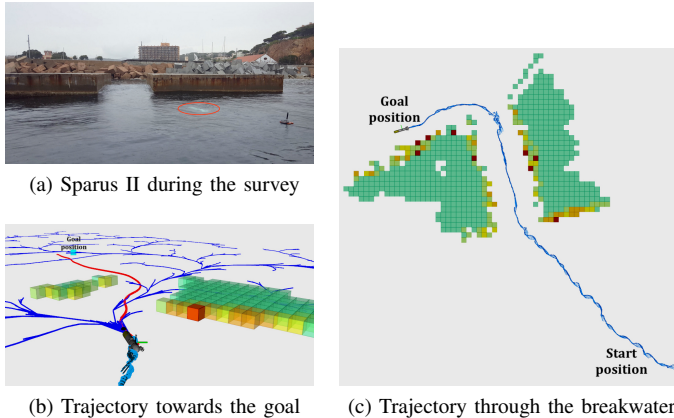 (a) Sparus II during the survey
Goal
position
(b) Trajectory towards the goal
Goal
position
Start
position
(c) Trajectory through the breakwater